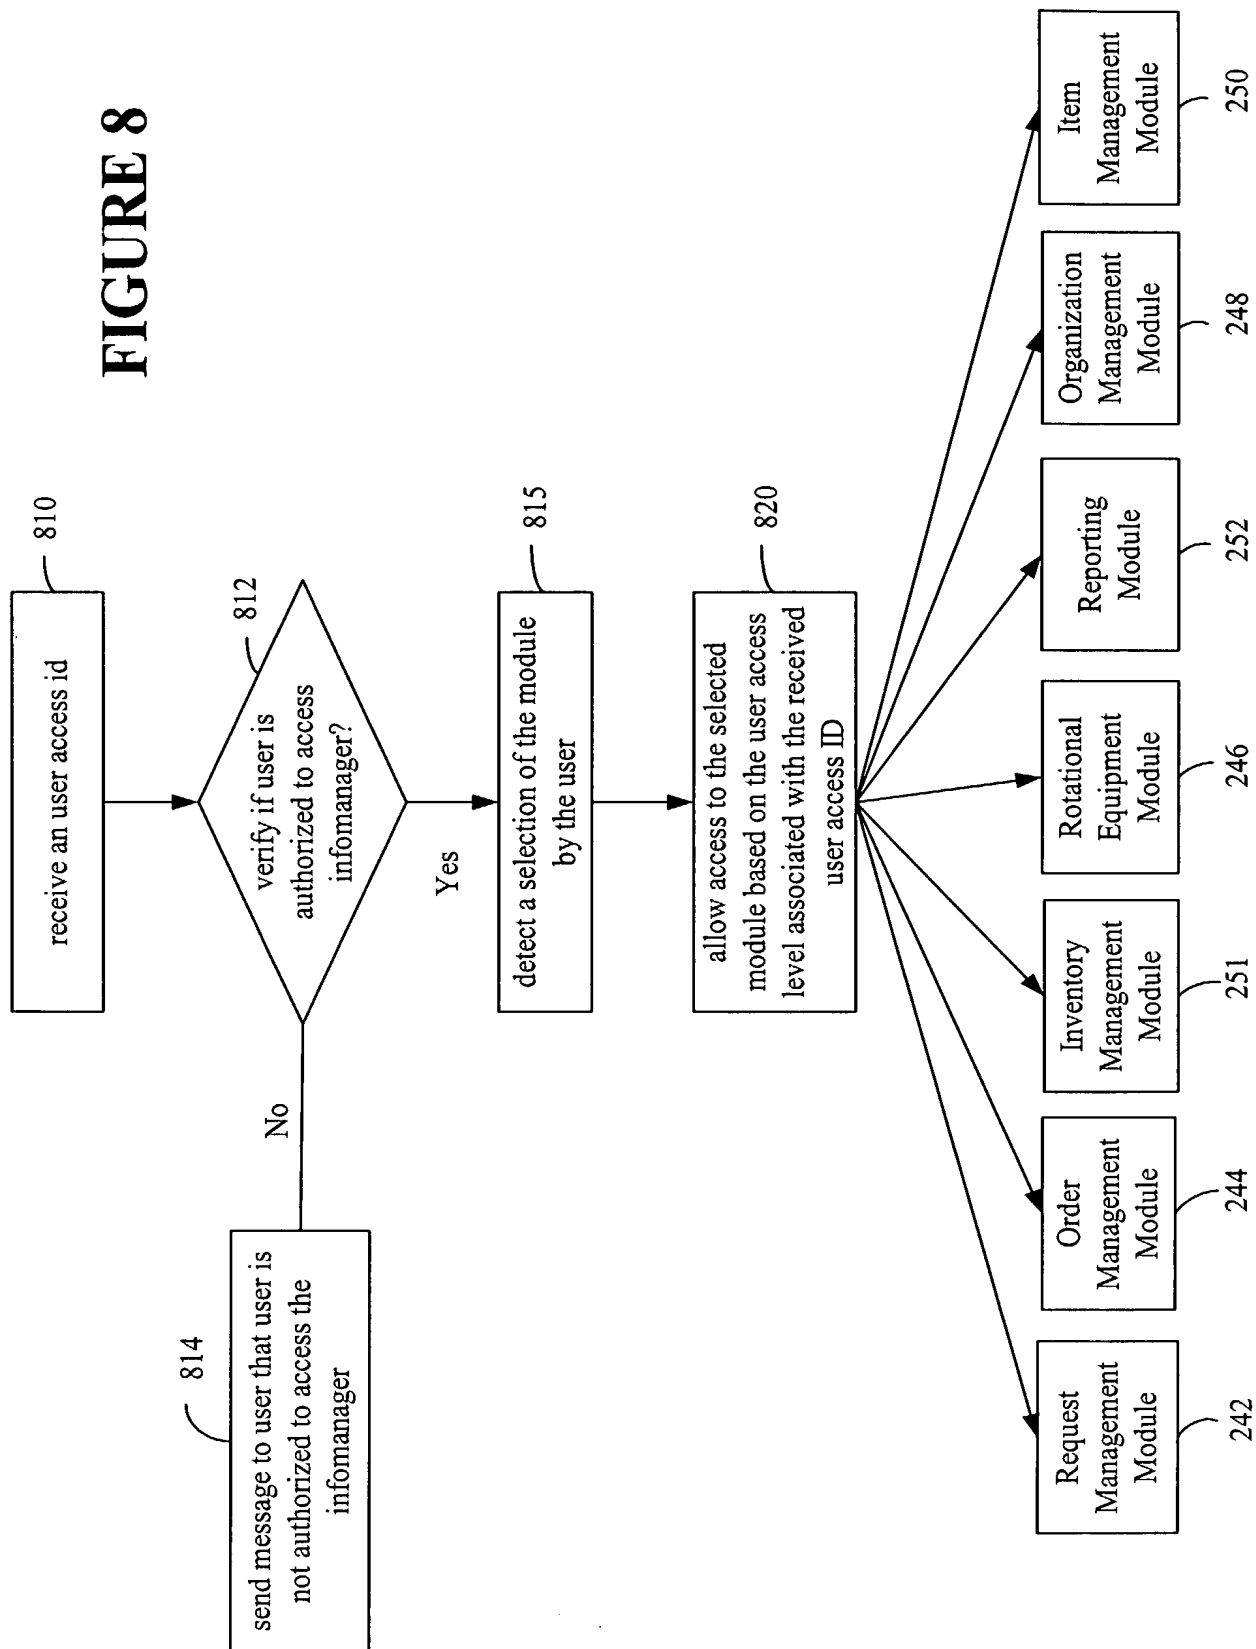 FIGURE 8
810
receive an user access id
812
verify if user is
authorized to access
infomanager?
No
Yes
814
send message to user that user is
not authorized to access the
infomanager
815
detect a selection of the module
by the user
820
allow access to the selected
module based on the user access
level associated with the received
user access ID
Request
Management
Module
242
Order
Management
Module
244
Inventory
Management
Module
251
Rotational
Equipment
Module
246
Reporting
Module
252
Organization
Management
Module
248
Item
Management
Module
250